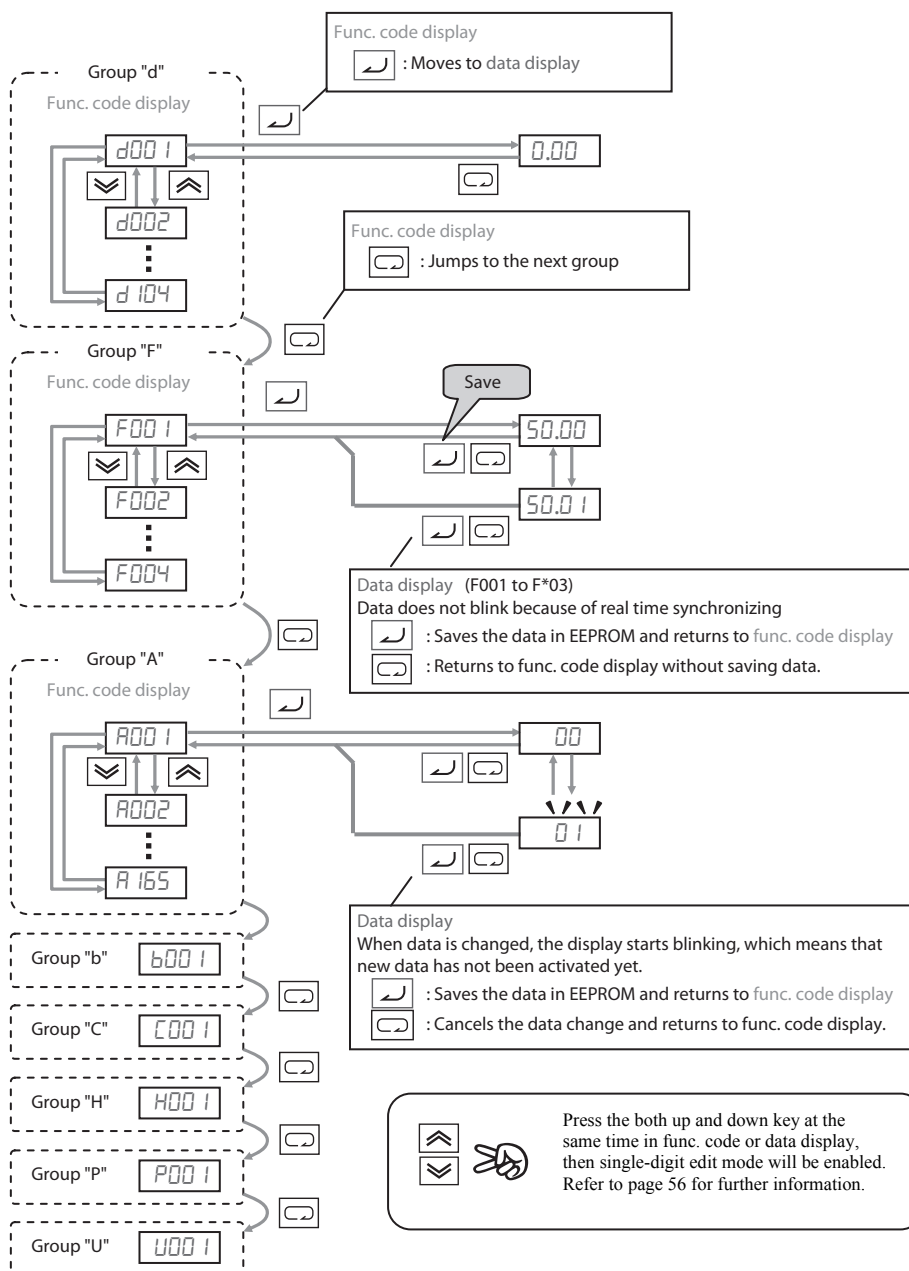 Func. code display
: Moves to data display
Group "d"
Func. code display
d001
0.00
d002
d104
Func. code display
: Jumps to the next group
Group "F"
Func. code display
Save
F001
50.00
F002
50.01
F004
Data display (F001 to F*03)
Data does not blink because of real time synchronizing
: Saves the data in EEPROM and returns to func. code display
: Returns to func. code display without saving data.
Group "A"
Func. code display
A001
00
A002
01
A165
Data display
When data is changed, the display starts blinking, which means that
new data has not been activated yet.
: Saves the data in EEPROM and returns to func. code display
: Cancels the data change and returns to func. code display.
Group "b" b001
Group "C" C001
Group "H" H001
Group "P" P001
Group "U" U001
Press the both up and down key at the
same time in func. code or data display,
then single-digit edit mode will be enabled.
Refer to page 56 for further information.